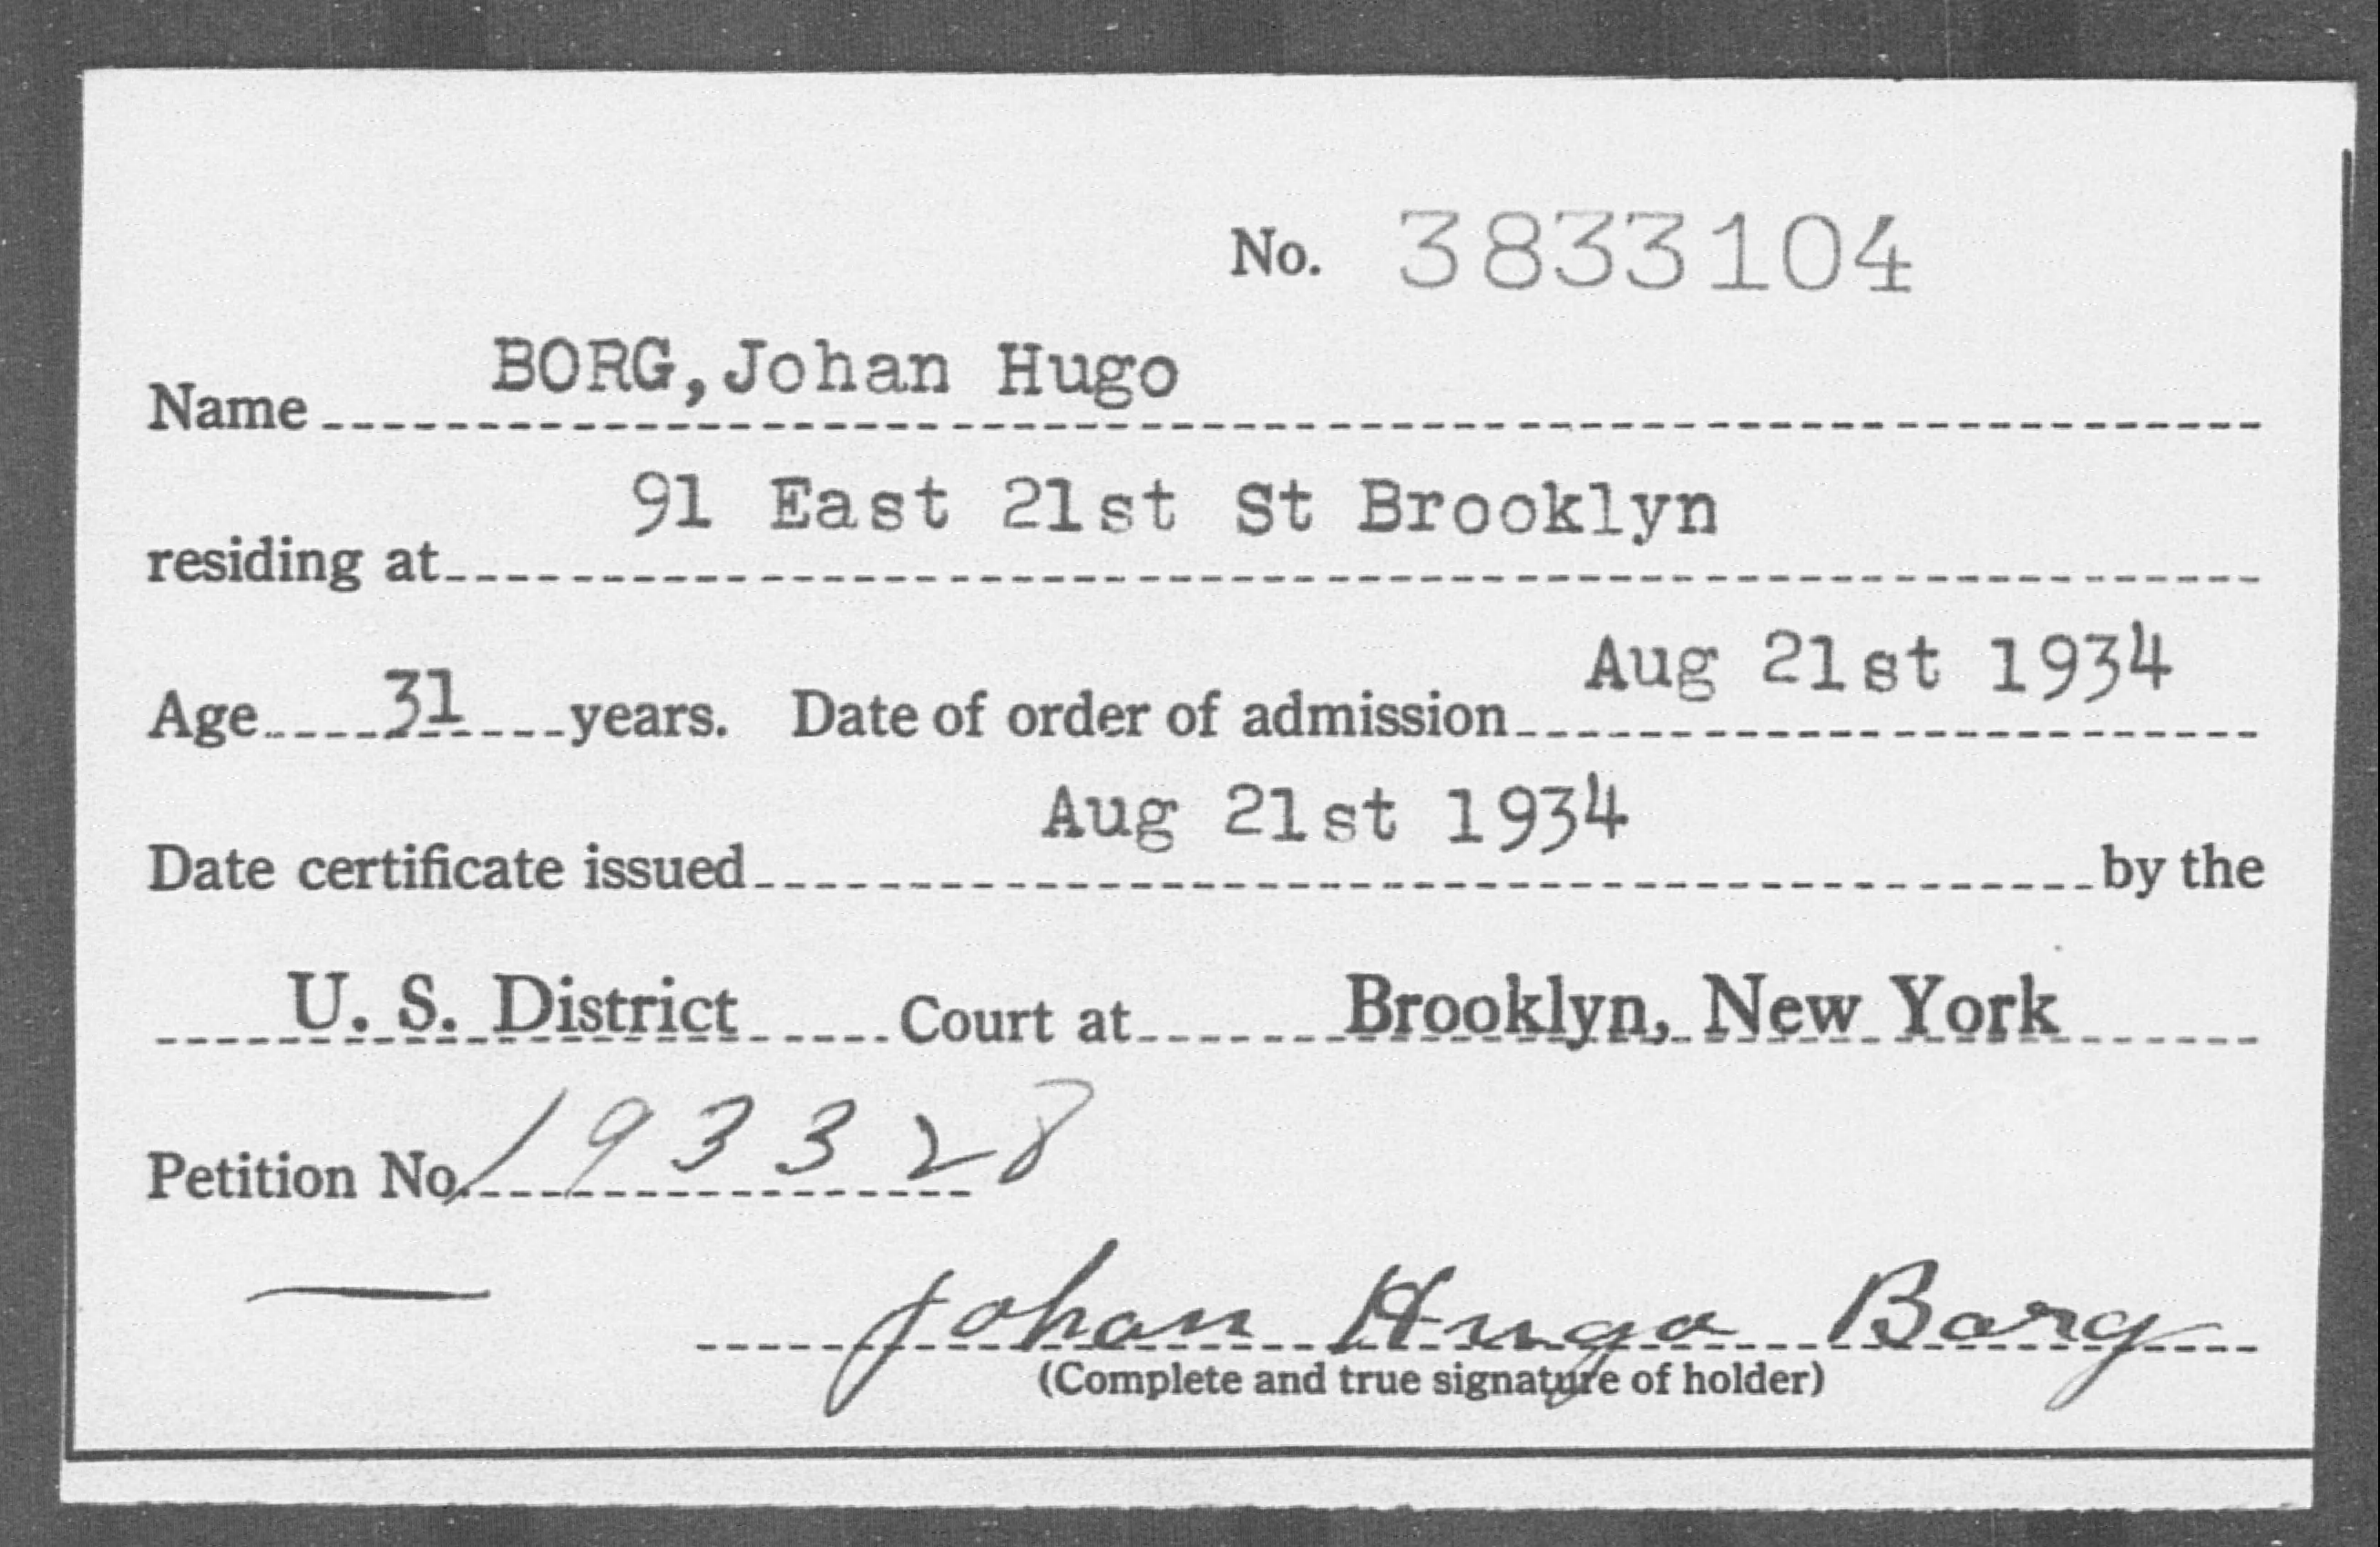 No. 3833104
Name BORG, Johan Hugo
residing at 91 East 21st St Brooklyn
Age 31 years. Date of order of admission Aug 21st 1934
Date certificate issued Aug 21st 1934 by the
U. S. District Court at Brooklyn, New York
Petition No. 193328
Johan Hugo Borg
(Complete and true signature of holder)